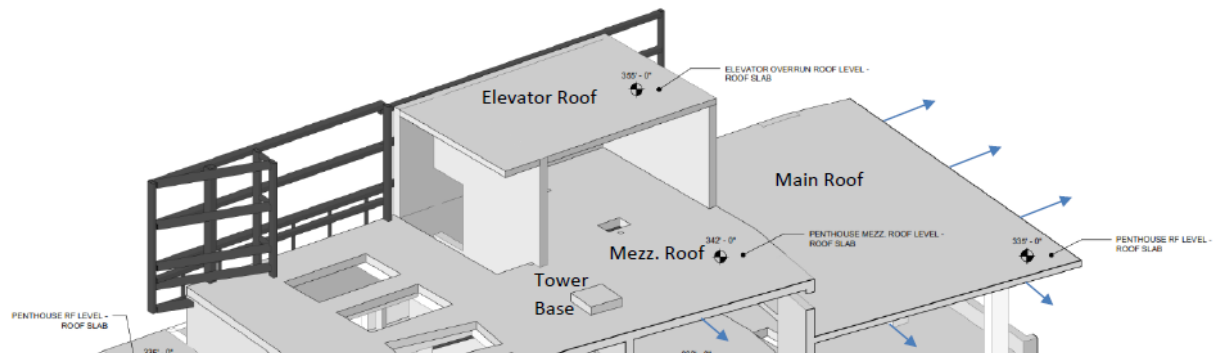 355' - 0"
ELEVATOR OVERRUN ROOF LEVEL -
ROOF SLAB
Elevator Roof
Main Roof
342' - 0"
PENTHOUSE MEZZ. ROOF LEVEL -
ROOF SLAB
Mezz. Roof
335' - 0"
PENTHOUSE RF LEVEL -
ROOF SLAB
Tower
Base
PENTHOUSE RF LEVEL -
ROOF SLAB